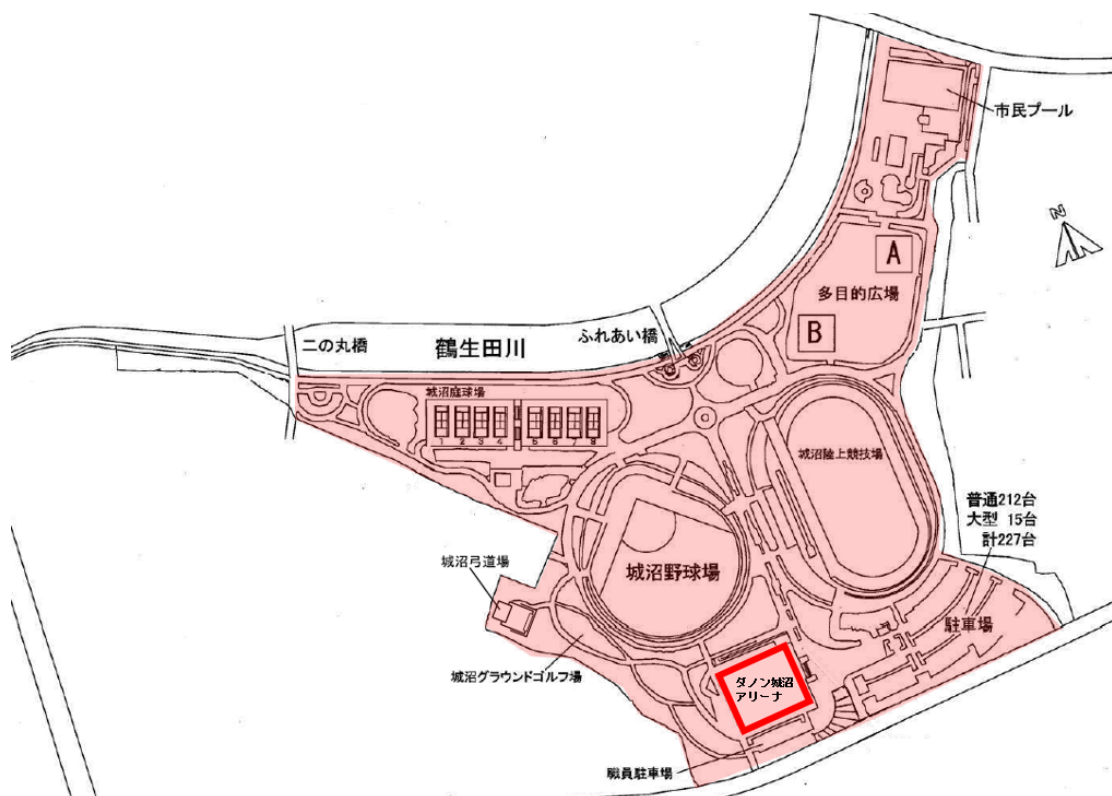 市民プール
N
A
多目的広場
B
二の丸橋
鶴生田川
ふれあい橋
城沼庭球場
1 2 3 4 5 6 7 8
城沼陸上競技場
普通212台
大型 15台
計227台
城沼弓道場
城沼野球場
駐車場
城沼グラウンドゴルフ場
ダノン城沼
アリーナ
職員駐車場